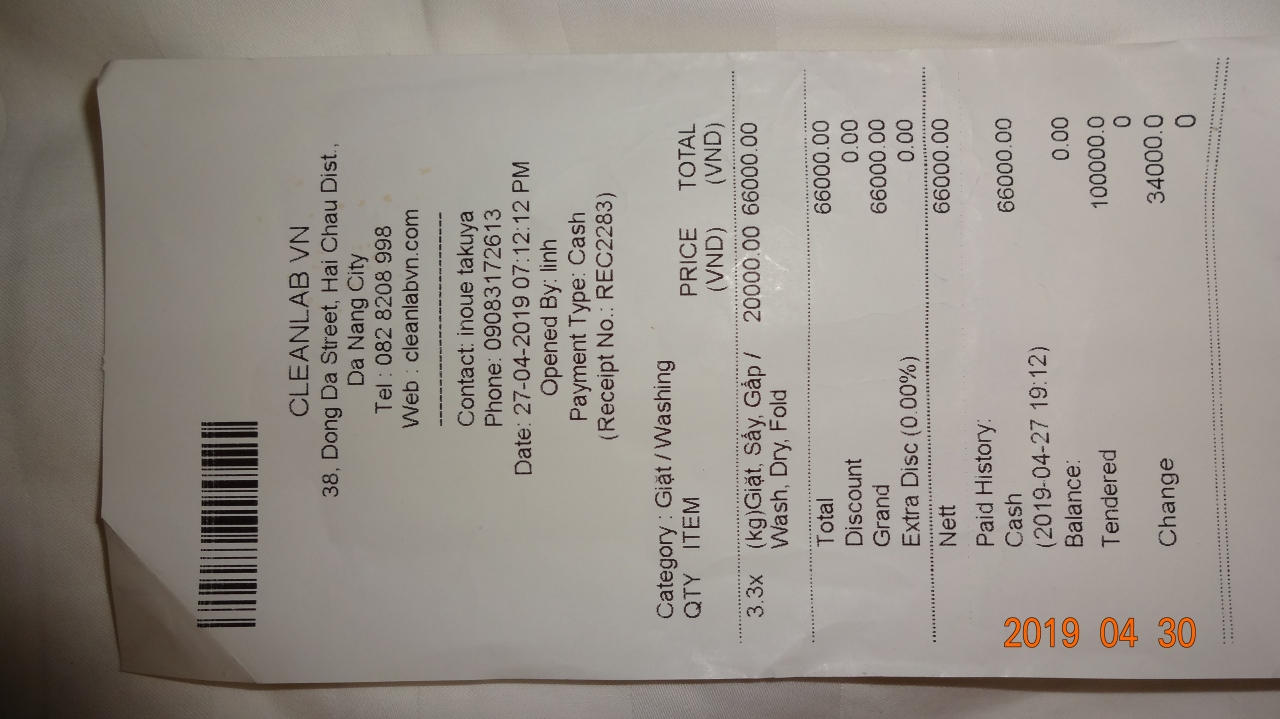 CLEANLAB VN
38, Dong Da Street, Hai Chau Dist.,
Da Nang City
Tel : 082 8208 998
Web : cleanlabvn.com
--------------------------------
Contact: inoue takuya
Phone: 09083172613
Date: 27-04-2019 07:12:12 PM
Opened By: linh
Payment Type: Cash
(Receipt No.: REC2283)
Category : Giặt / Washing
QTY ITEM PRICE TOTAL
(VND) (VND)
3.3x (kg)Giặt, Sấy, Gấp / 20000.00 66000.00
Wash, Dry, Fold
Total 66000.00
Discount 0.00
Grand 66000.00
Extra Disc (0.00%) 0.00
Nett 66000.00
Paid History:
Cash 66000.00
(2019-04-27 19:12)
Balance: 0.00
Tendered 100000.0
0
Change 34000.0
0
2019 04 30